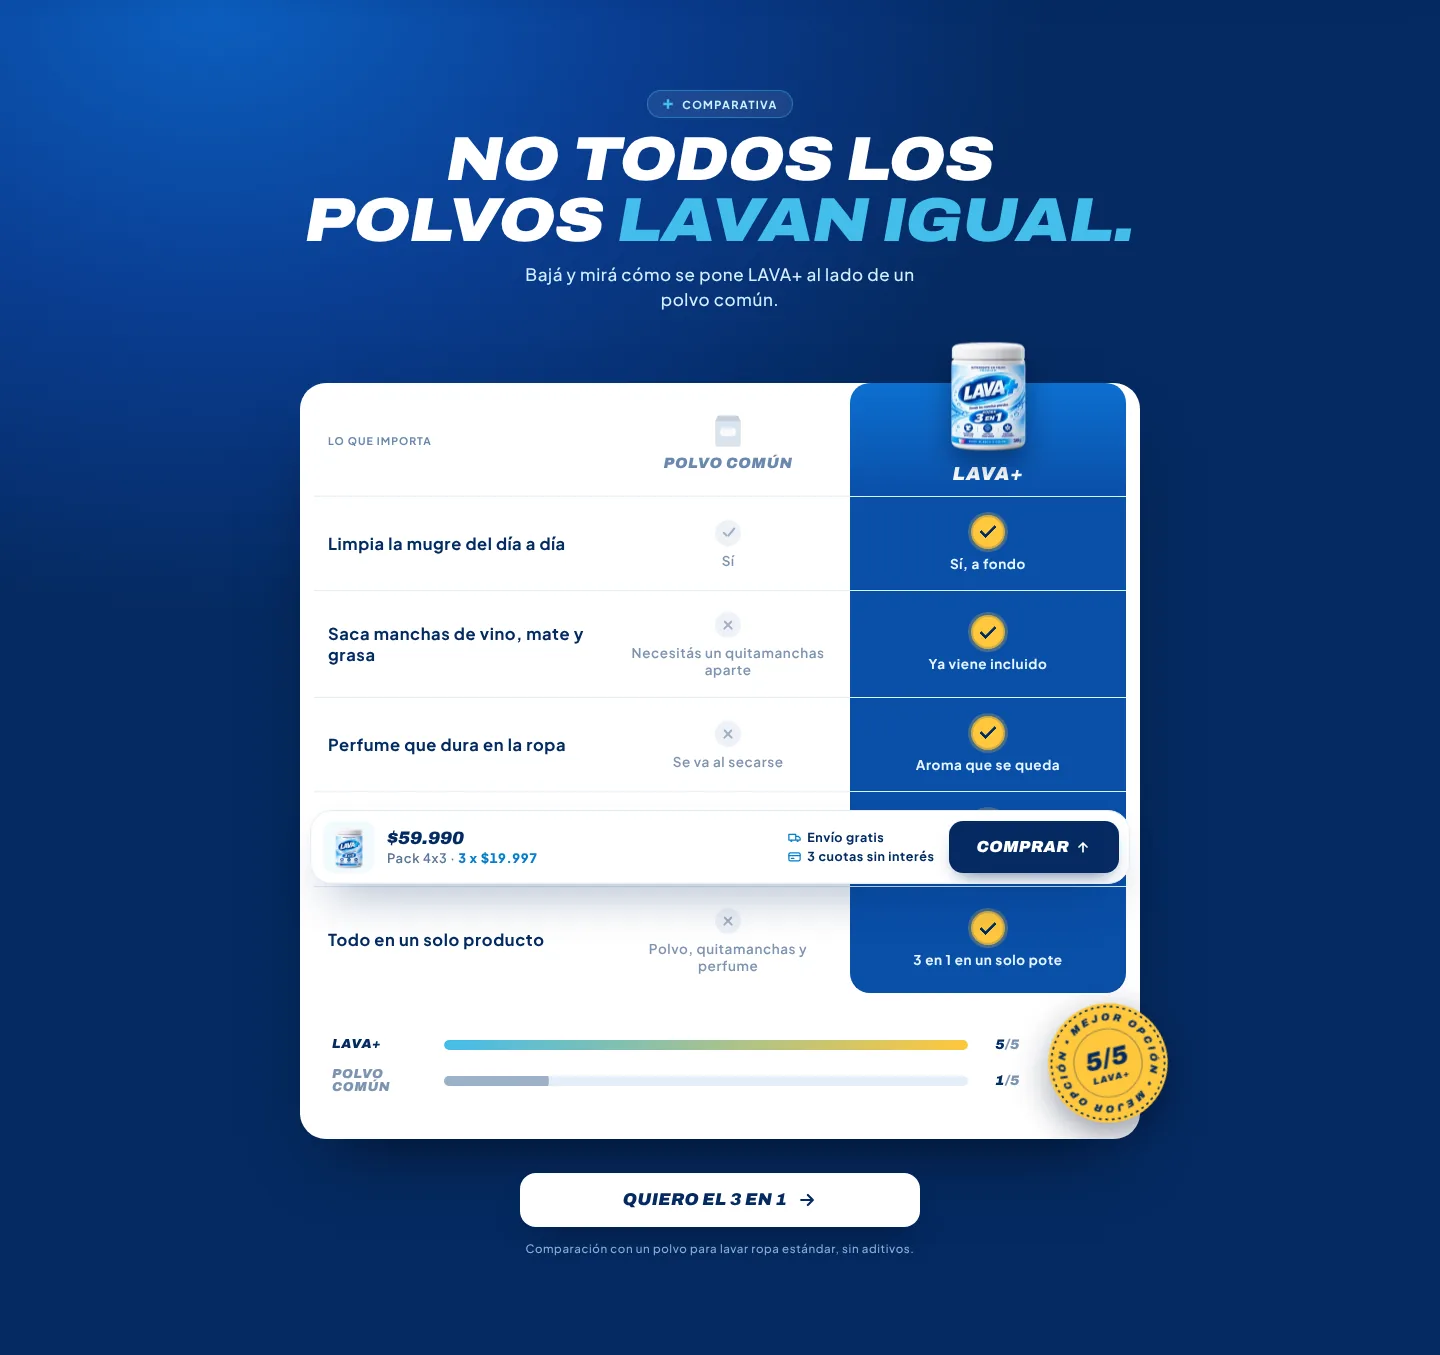 COMPARATIVA
NO TODOS LOS
POLVOS LAVAN IGUAL.
Bajá y mirá cómo se pone LAVA+ al lado de un
polvo común.
LAVA+
3 EN 1
LO QUE IMPORTA
POLVO COMÚN
LAVA+
Limpia la mugre del día a día
Sí
Sí, a fondo
Saca manchas de vino, mate y
grasa
Necesitás un quitamanchas
aparte
Ya viene incluido
Perfume que dura en la ropa
Se va al secarse
Aroma que se queda
LAVA+
$59.990
Pack 4x3 · 3 x $19.997
Envío gratis
3 cuotas sin interés
COMPRAR
Todo en un solo producto
Polvo, quitamanchas y
perfume
3 en 1 en un solo pote
LAVA+
5/5
POLVO
COMÚN
1/5
MEJOR OPCIÓN • MEJOR OPCIÓN •
5/5
LAVA+
QUIERO EL 3 EN 1
Comparación con un polvo para lavar ropa estándar, sin aditivos.